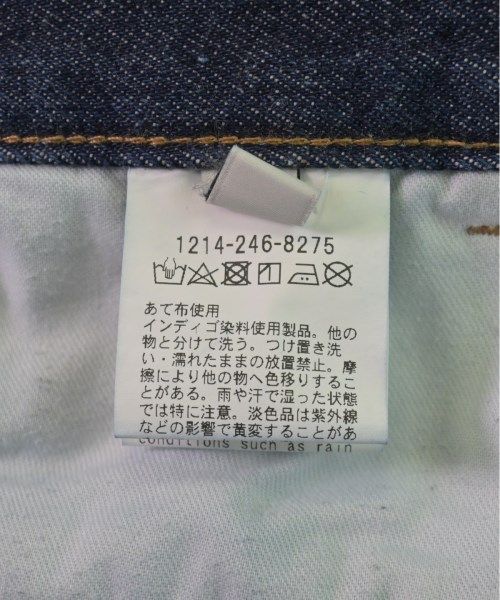 1214-246-8275
あて布使用
インディゴ染料使用製品。他の
物と分けて洗う。つけ置き洗
い・濡れたままの放置禁止。摩
擦により他の物へ色移りするこ
とがある。雨や汗で湿った状態
では特に注意。淡色品は紫外線
などの影響で黄変することがあ
conditions such as rain